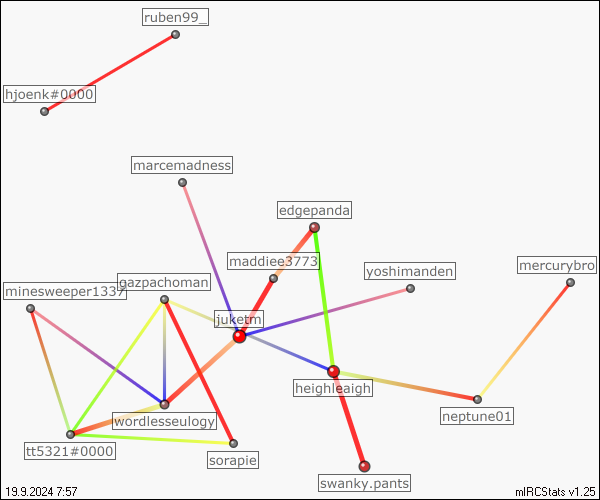 ruben99_
hjoenk#0000
marcemadness
edgepanda
maddiee3773
yoshimanden
mercurybro
gazpachoman
minesweeper1337
juketm
heighleaigh
neptune01
wordlesseulogy
tt5321#0000
sorapie
swanky.pants
19.9.2024 7:57
mIRCStats v1.25